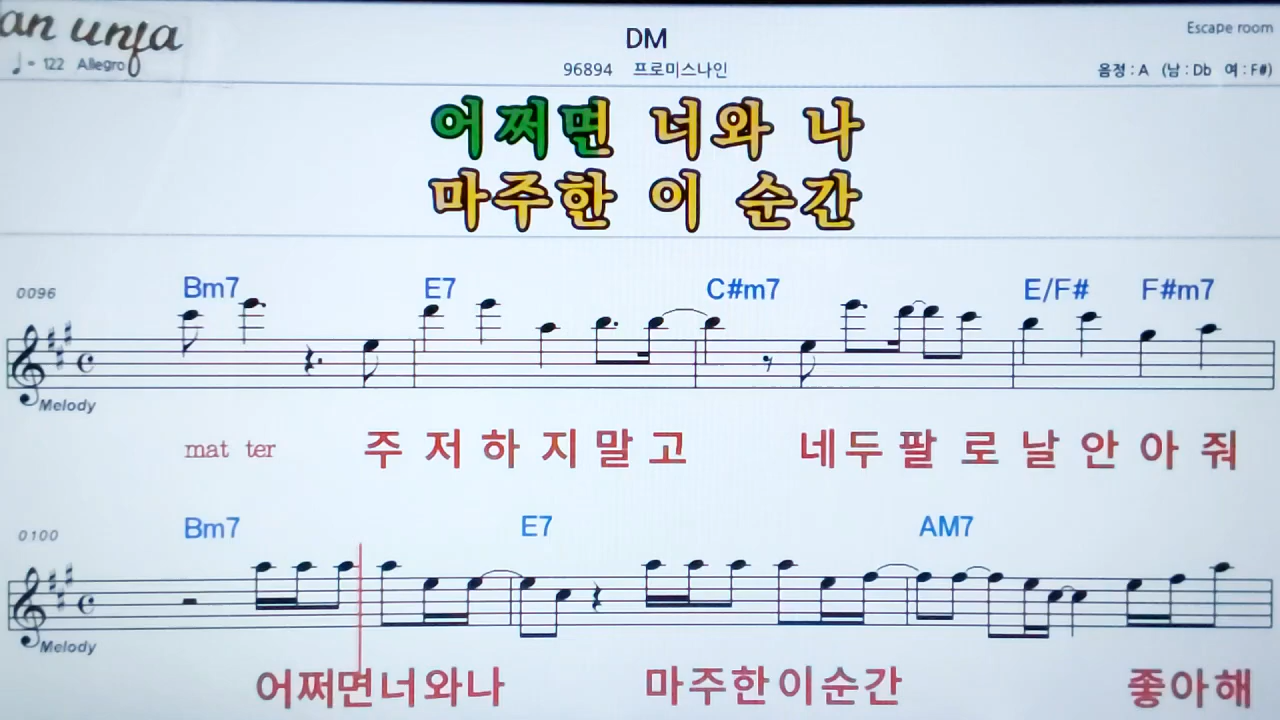 an unfa
♩= 122 Allegro
DM
96894 프로미스나인
Escape room
음정 : A (남 : Db 여 : F#)
어쩌면 너와 나
마주한 이 순간
0096
Bm7 E7 C#m7 E/F# F#m7
Melody
mat ter 주 저 하 지 말 고 네 두 팔 로 날 안 아 줘
0100
Bm7 E7 AM7
Melody
어쩌면너와나 마주한이순간 좋아해